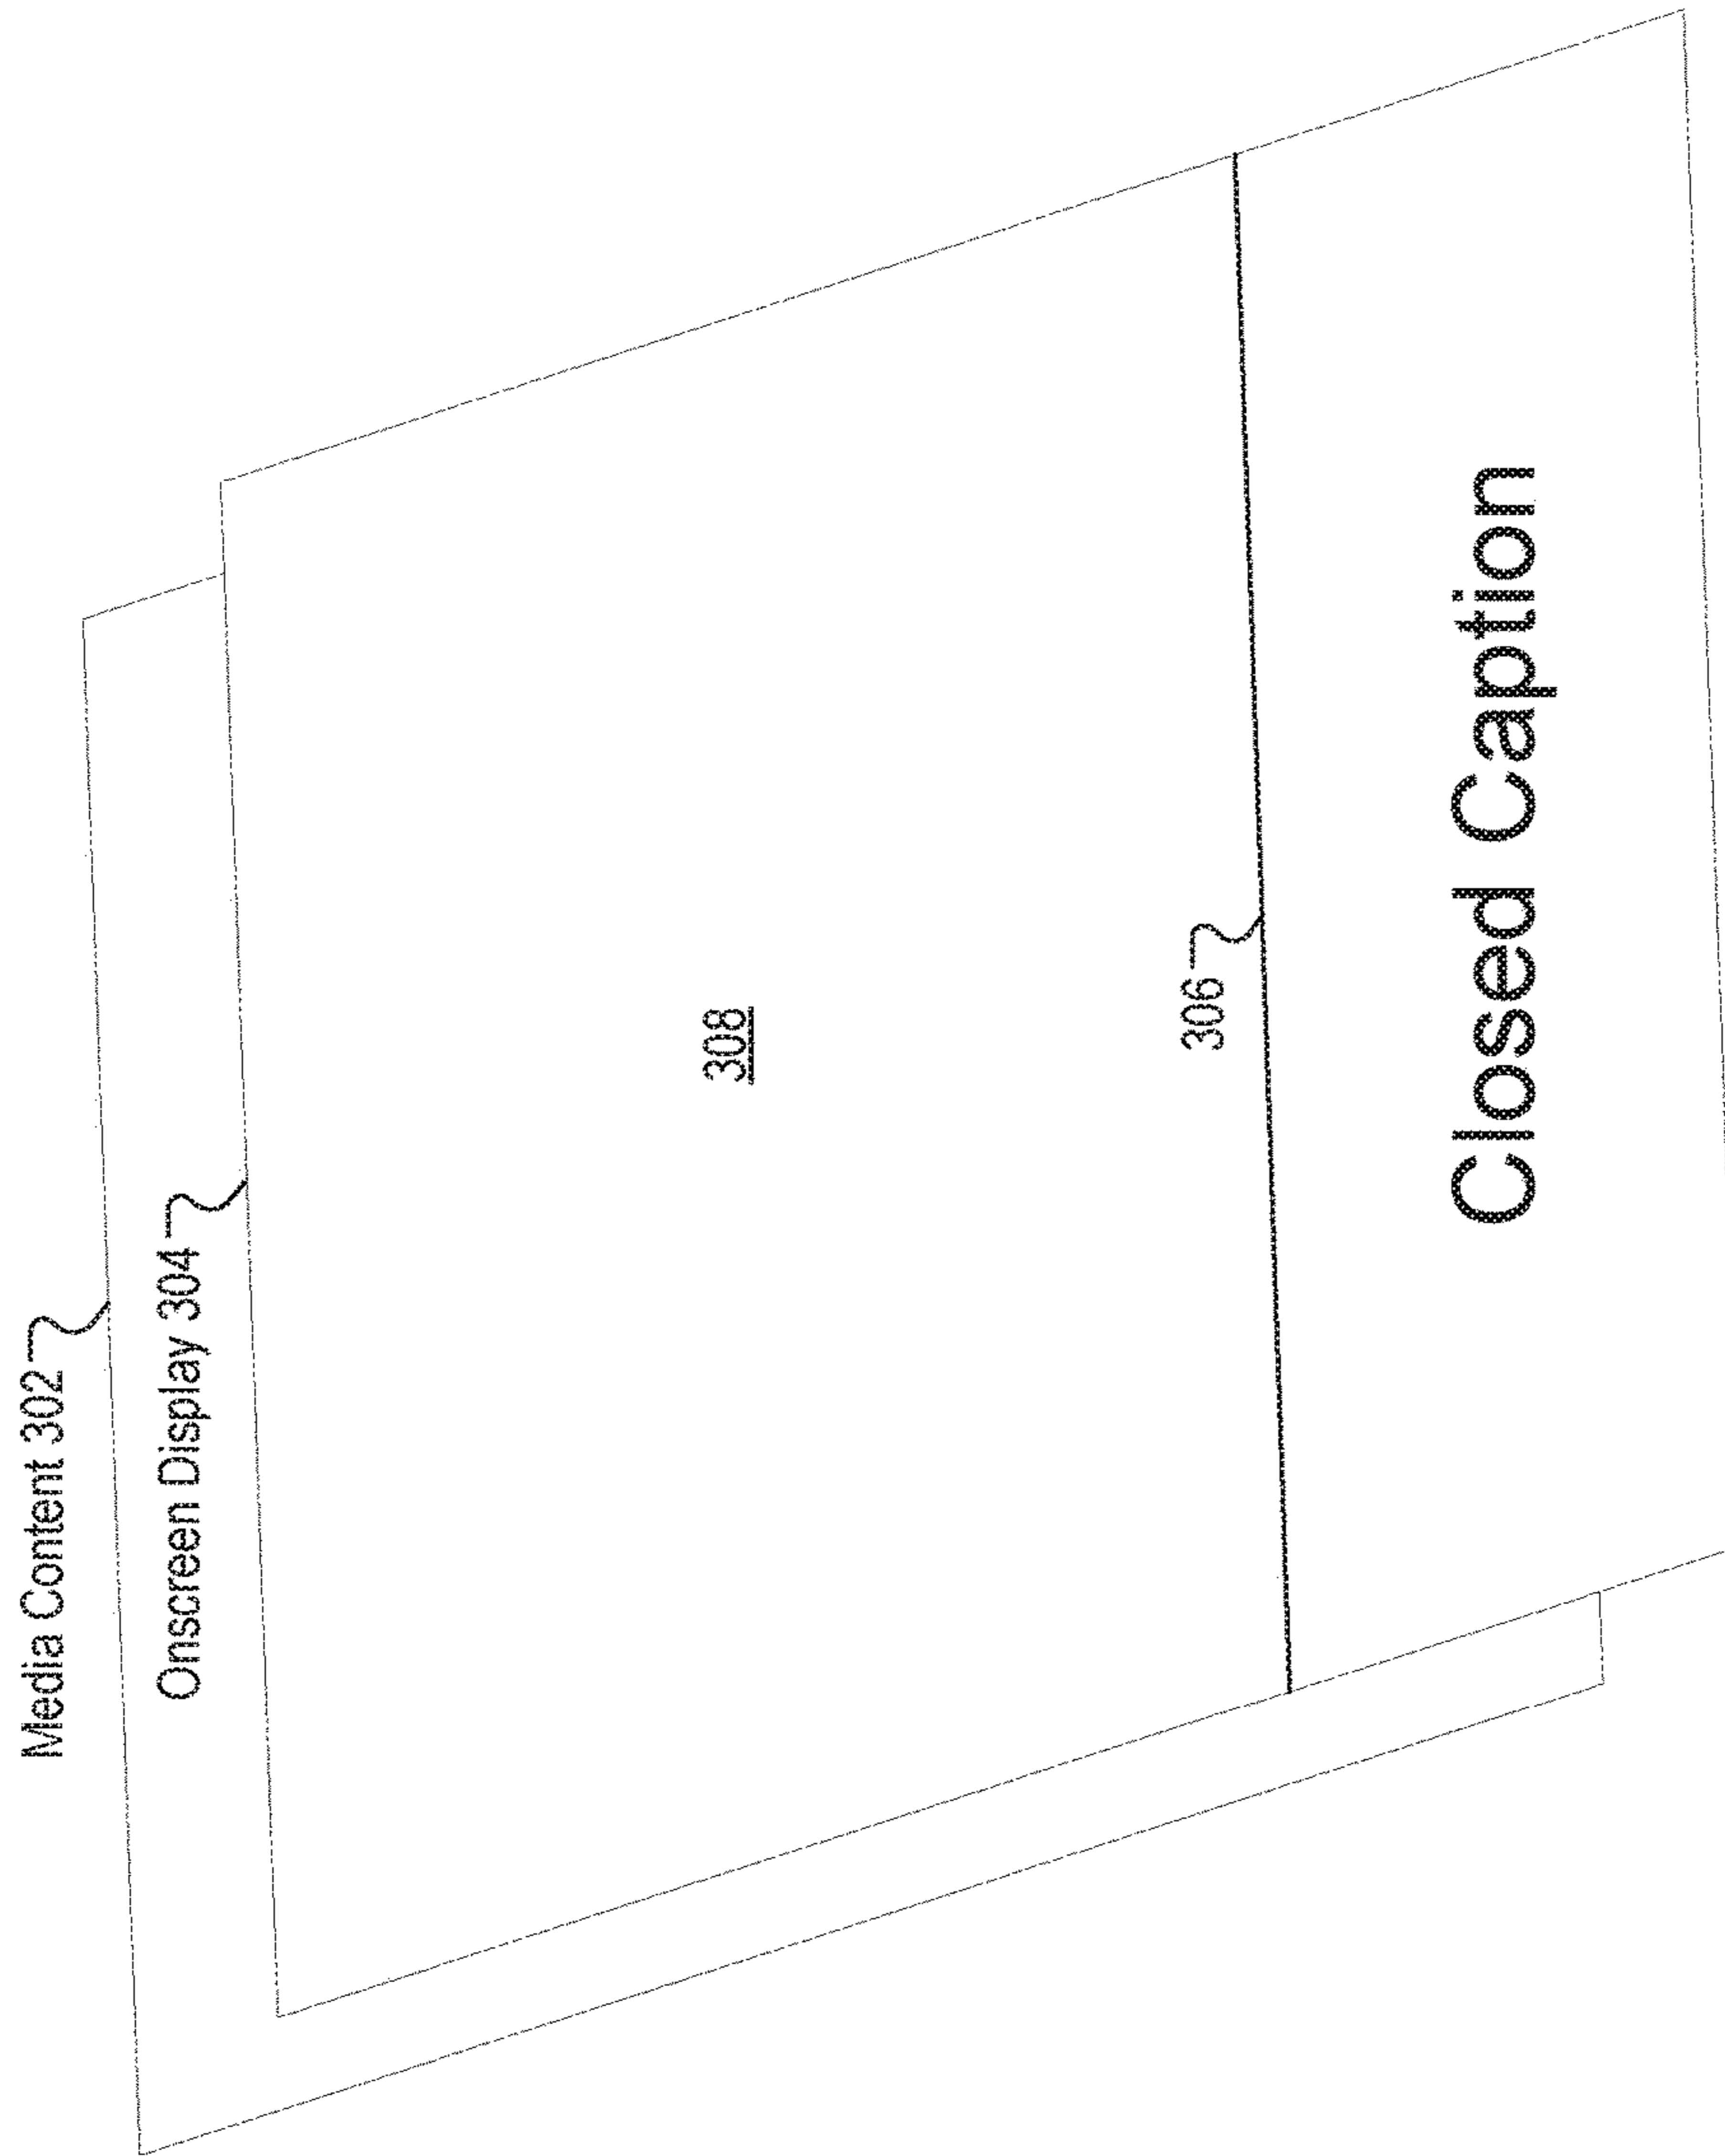 Media Content 302
Onscreen Display 304
308
306
Closed Caption